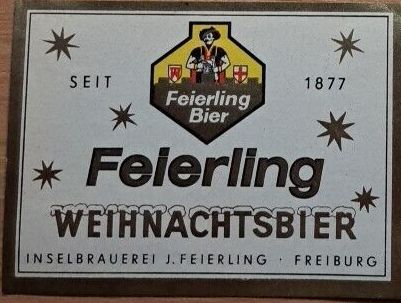 Feierling
Bier
SEIT 1877
Feierling
WEIHNACHTSBIER
INSELBRAUEREI J. FEIERLING · FREIBURG